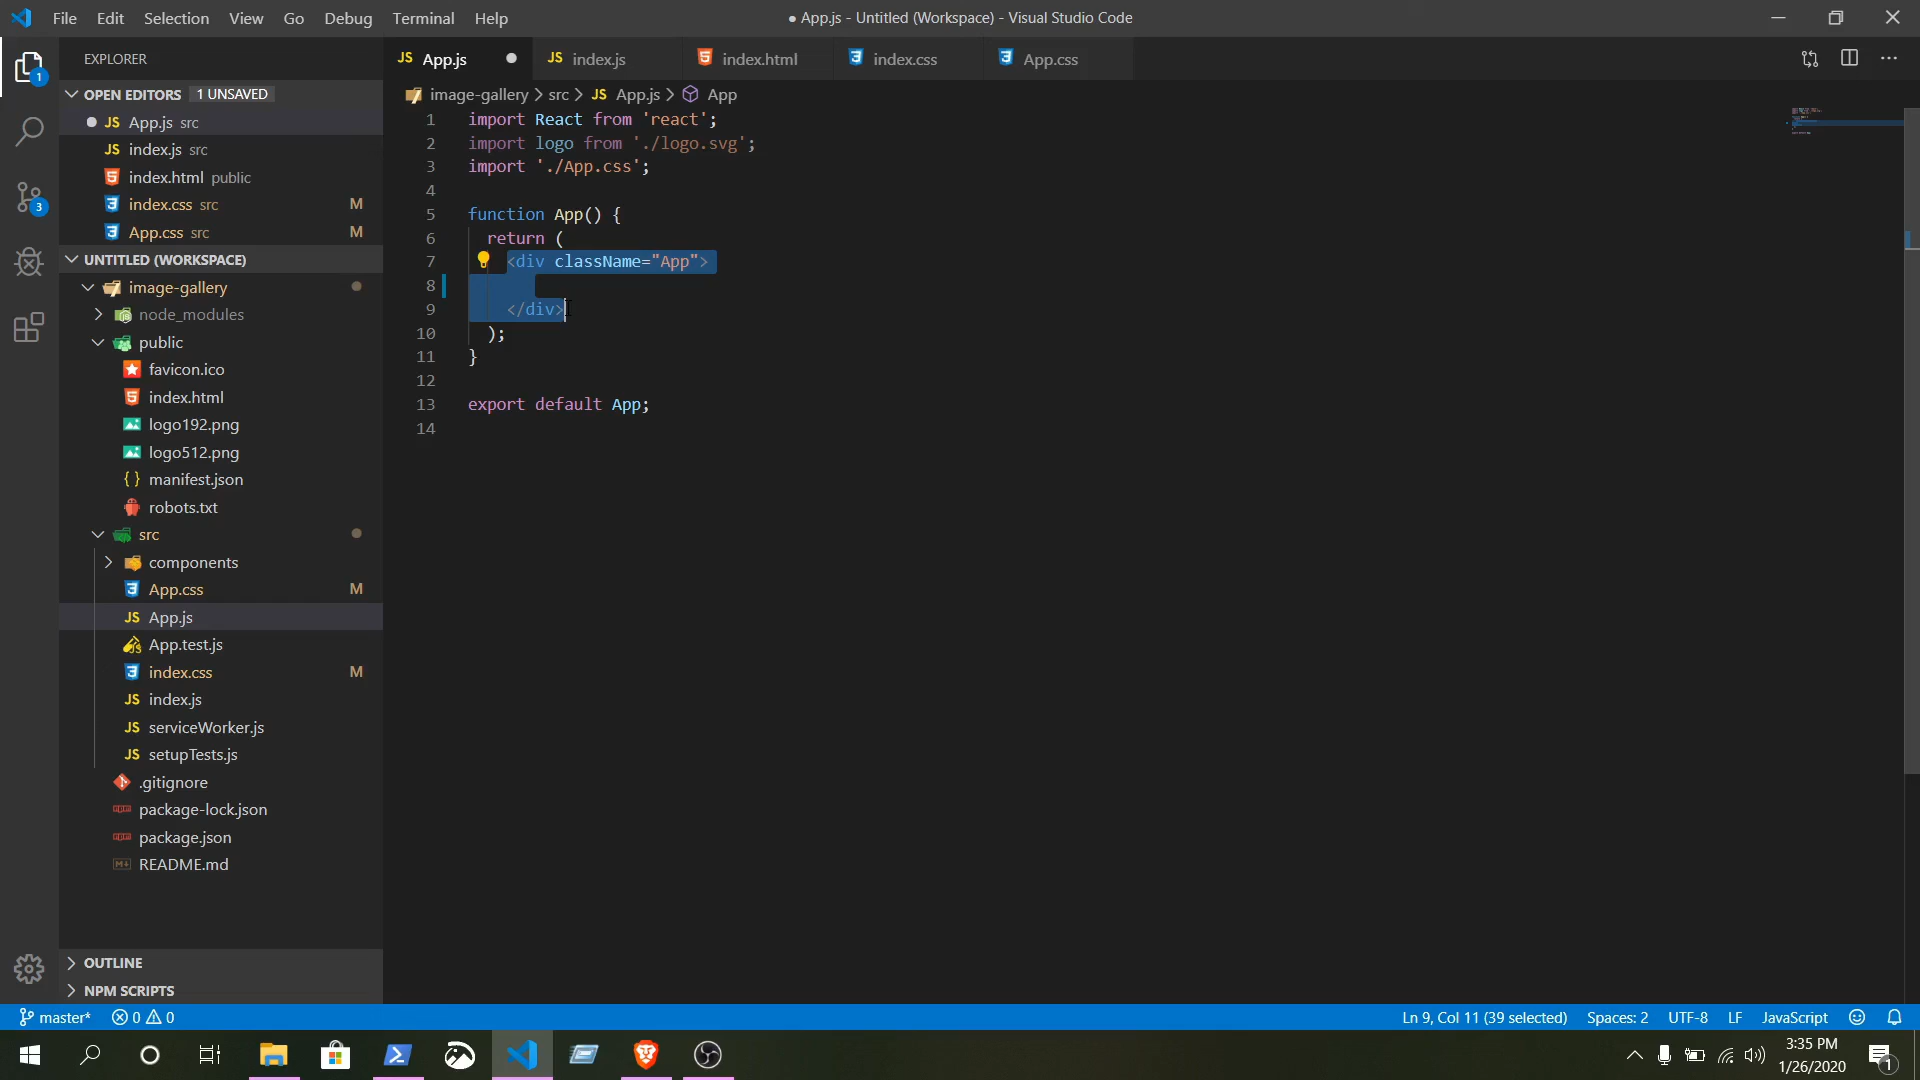 File Edit Selection View Go Debug Terminal Help
● App.js - Untitled (Workspace) - Visual Studio Code
EXPLORER
OPEN EDITORS 1 UNSAVED
JS App.js src
JS index.js src
index.html public
index.css src M
App.css src M
UNTITLED (WORKSPACE)
image-gallery
node_modules
public
favicon.ico
index.html
logo192.png
logo512.png
{} manifest.json
robots.txt
src
components
App.css M
JS App.js
App.test.js
index.css M
JS index.js
JS serviceWorker.js
JS setupTests.js
.gitignore
package-lock.json
package.json
README.md
OUTLINE
NPM SCRIPTS
1
3
JS App.js JS index.js index.html index.css App.css
image-gallery > src > JS App.js > App
1 import React from 'react';
2 import logo from './logo.svg';
3 import './App.css';
4
5 function App() {
6 return (
7 <div className="App">
8
9 </div>
10 );
11 }
12
13 export default App;
14
master* 0 0
Ln 9, Col 11 (39 selected) Spaces: 2 UTF-8 LF JavaScript
3:35 PM
1/26/2020
1